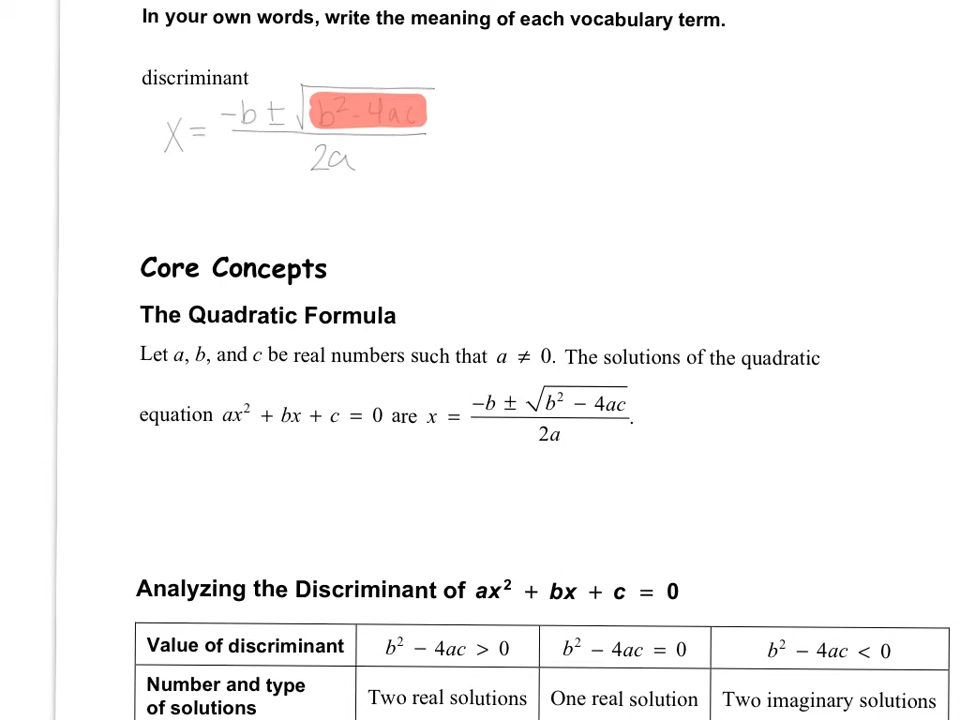 In your own words, write the meaning of each vocabulary term.
discriminant
x = -b ± √b² - 4ac / 2a
Core Concepts
The Quadratic Formula
Let a, b, and c be real numbers such that a ≠ 0. The solutions of the quadratic
equation ax² + bx + c = 0 are x = -b ± √b² - 4ac / 2a.
Analyzing the Discriminant of ax² + bx + c = 0
Value of discriminant b² - 4ac > 0 b² - 4ac = 0 b² - 4ac < 0
Number and type of solutions Two real solutions One real solution Two imaginary solutions